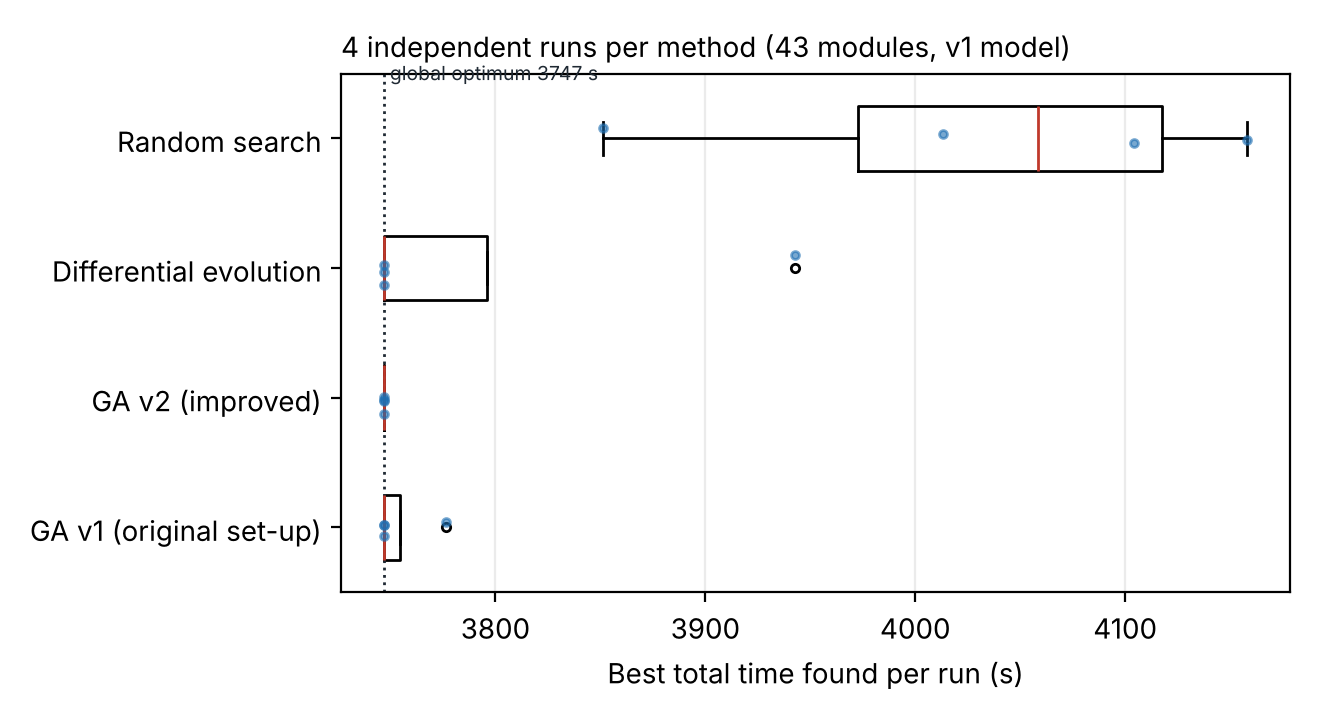 4 independent runs per method (43 modules, v1 model)
global optimum 3747 s
Random search
Differential evolution
GA v2 (improved)
GA v1 (original set-up)
3800 3900 4000 4100
Best total time found per run (s)